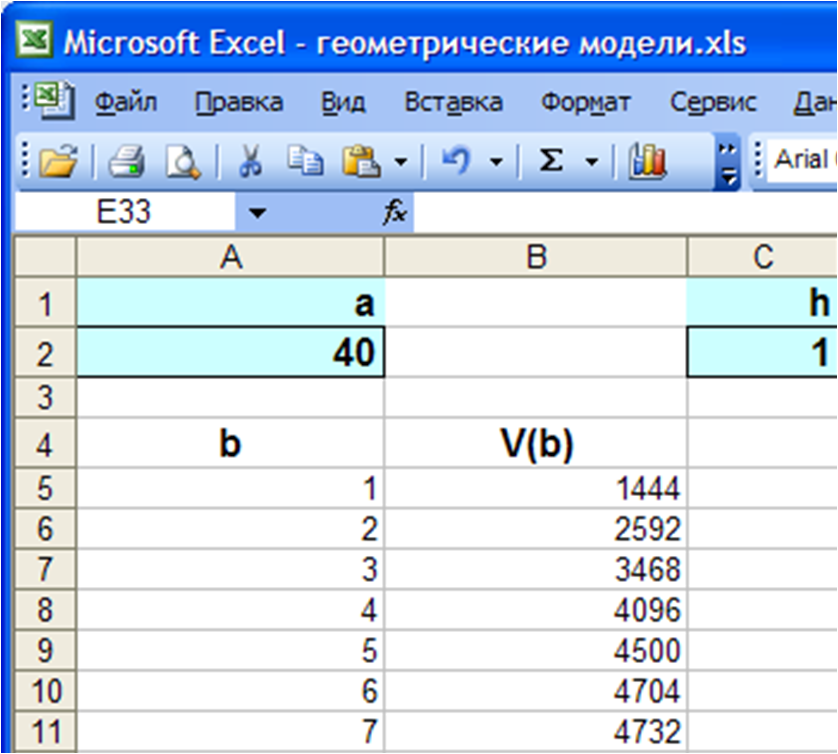 Microsoft Excel - геометрические модели.xls
Файл Правка Вид Вставка Формат Сервис Дан
Σ Arial
E33 fx
A B C
1 a h
2 40 1
3
4 b V(b)
5 1 1444
6 2 2592
7 3 3468
8 4 4096
9 5 4500
10 6 4704
11 7 4732